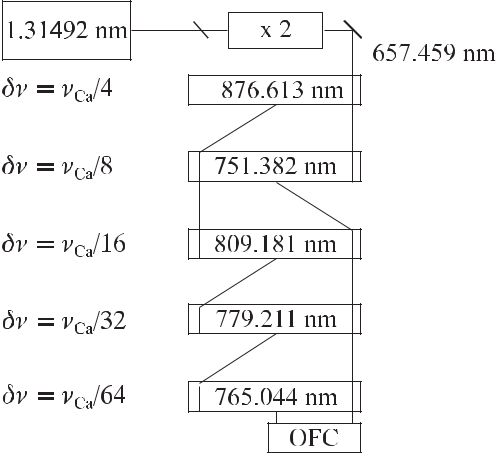 1.31492 nm
x 2
657.459 nm
δν = ν_Ca/4
876.613 nm
δν = ν_Ca/8
751.382 nm
δν = ν_Ca/16
809.181 nm
δν = ν_Ca/32
779.211 nm
δν = ν_Ca/64
765.044 nm
OFC